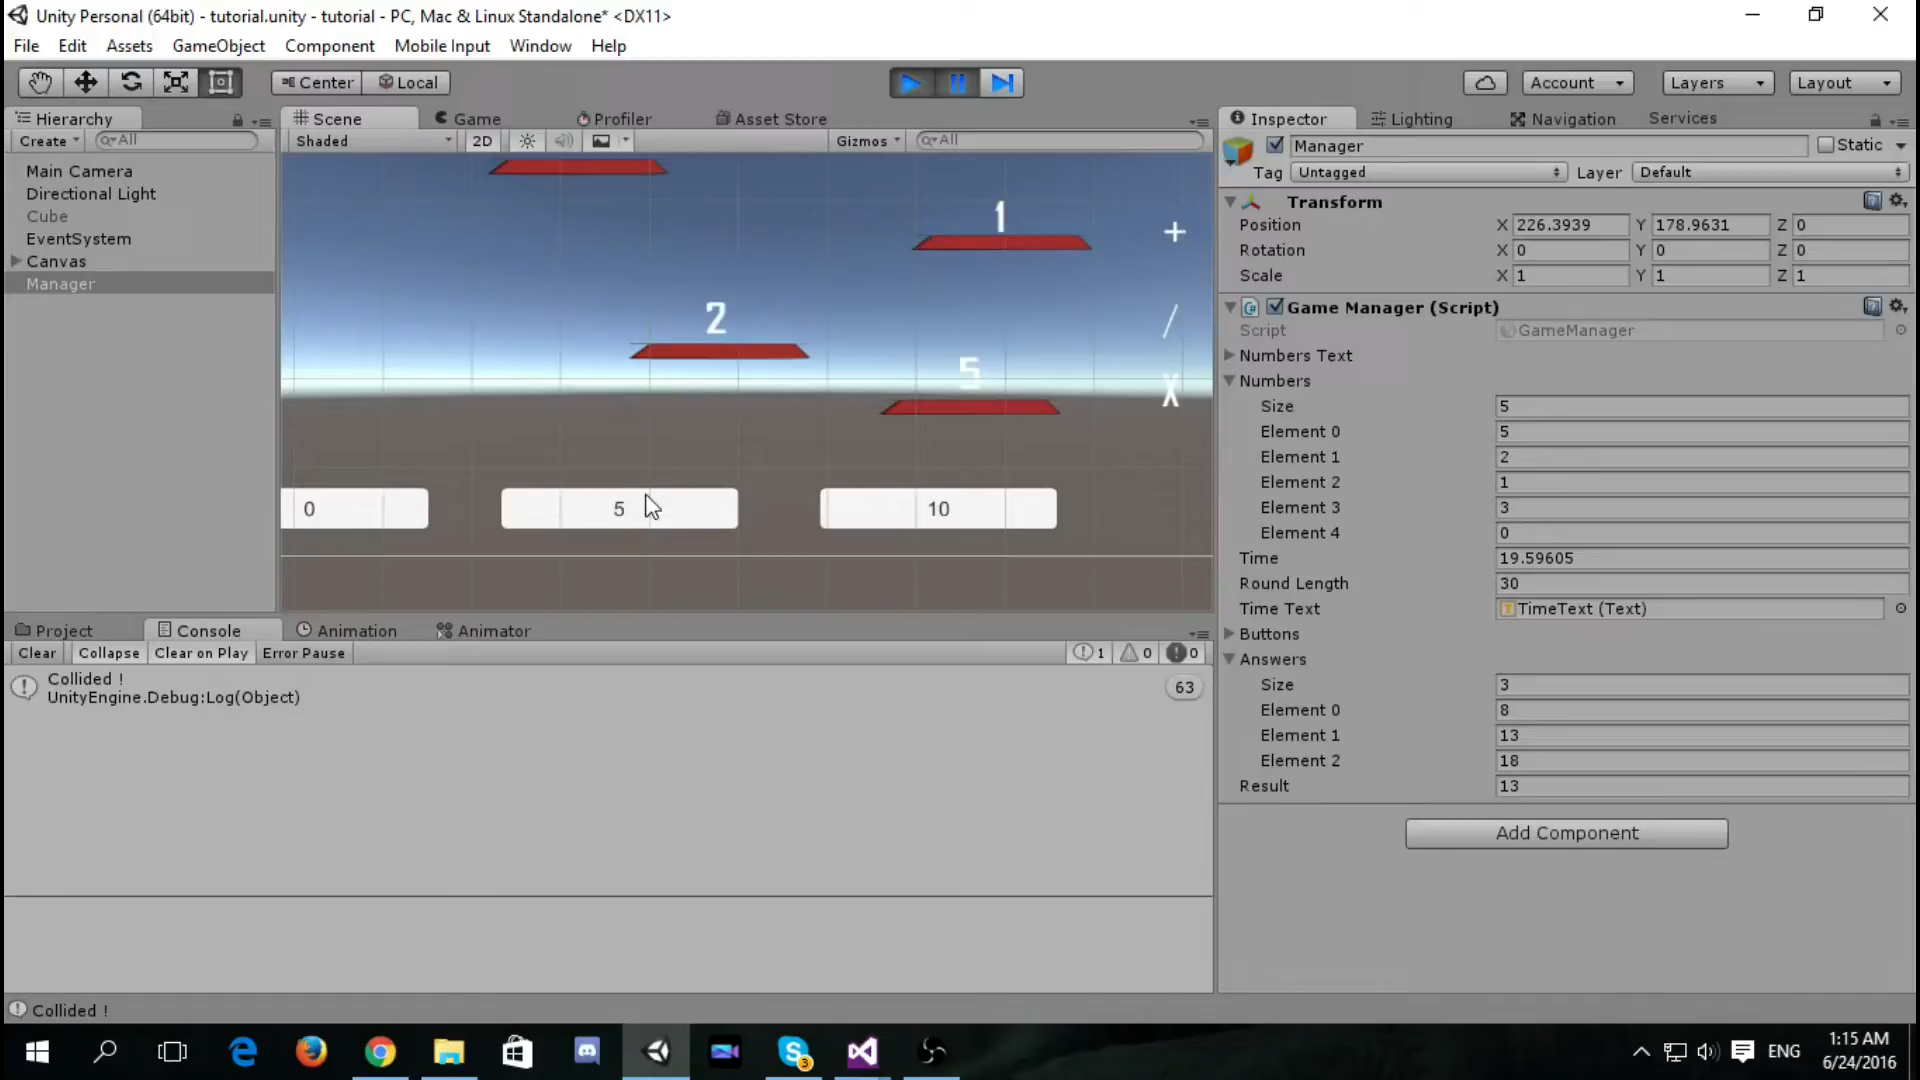 Unity Personal (64bit) - tutorial.unity - tutorial - PC, Mac & Linux Standalone* <DX11>
File Edit Assets GameObject Component Mobile Input Window Help
Center Local Account Layers Layout
Hierarchy
Create All
Main Camera
Directional Light
Cube
EventSystem
Canvas
Manager
Scene Game Profiler Asset Store
Shaded 2D Gizmos All
1
+
2
/
5
X
0 5 10
Project Console Animation Animator
Clear Collapse Clear on Play Error Pause 1 0 0
Collided !
UnityEngine.Debug:Log(Object)
63
Collided !
Inspector Lighting Navigation Services
Manager Static
Tag Untagged Layer Default
Transform
Position X 226.3939 Y 178.9631 Z 0
Rotation X 0 Y 0 Z 0
Scale X 1 Y 1 Z 1
Game Manager (Script)
Script GameManager
Numbers Text
Numbers
Size 5
Element 0 5
Element 1 2
Element 2 1
Element 3 3
Element 4 0
Time 19.59605
Round Length 30
Time Text TimeText (Text)
Buttons
Answers
Size 3
Element 0 8
Element 1 13
Element 2 18
Result 13
Add Component
3
ENG
1:15 AM
6/24/2016